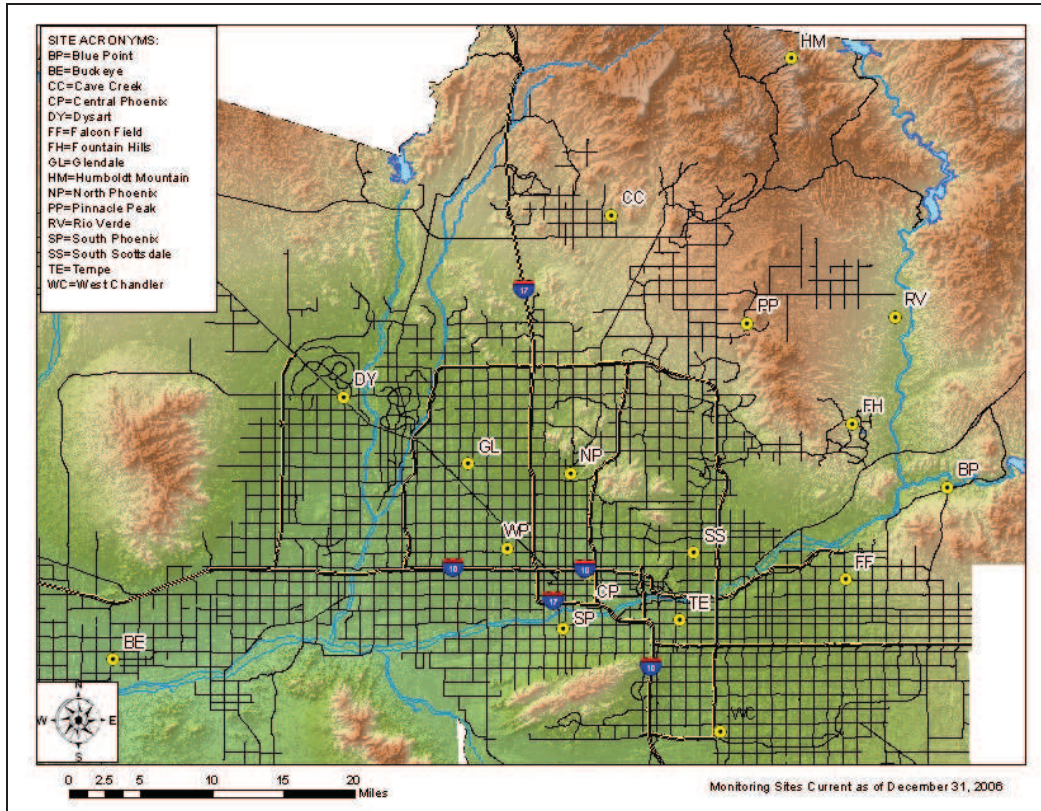 SITE ACRONYMS:
BP=Blue Point
BE=Buckeye
CC=Cave Creek
CP=Central Phoenix
DY=Dysart
FF=Falcon Field
FH=Fountain Hills
GL=Glendale
HM=Humboldt Mountain
NP=North Phoenix
PP=Pinnacle Peak
RV=Rio Verde
SP=South Phoenix
SS=South Scottsdale
TE=Tempe
WC=West Chandler
HM
CC
17
PP
RV
DY
FH
GL
NP
BP
WP
SS
10
10
FF
CP
17
TE
SP
BE
10
WC
N
W
E
S
0 2.5 5 10 15 20
Miles
Monitoring Sites Current as of December 31, 2006